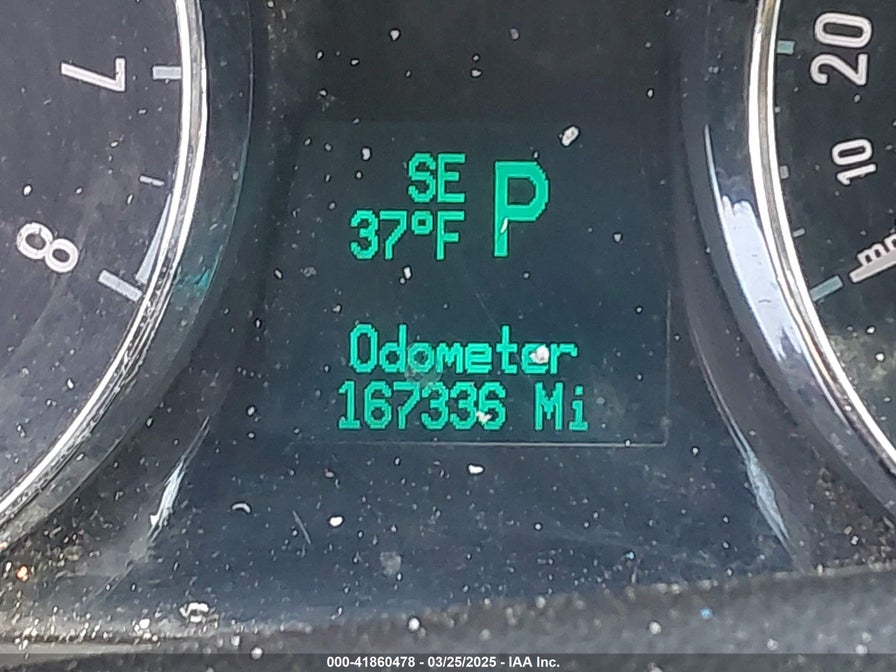 7
8
SE
37°F
P
Odometer
167336 Mi
20
10
000-41860478 - 03/25/2025 - IAA Inc.